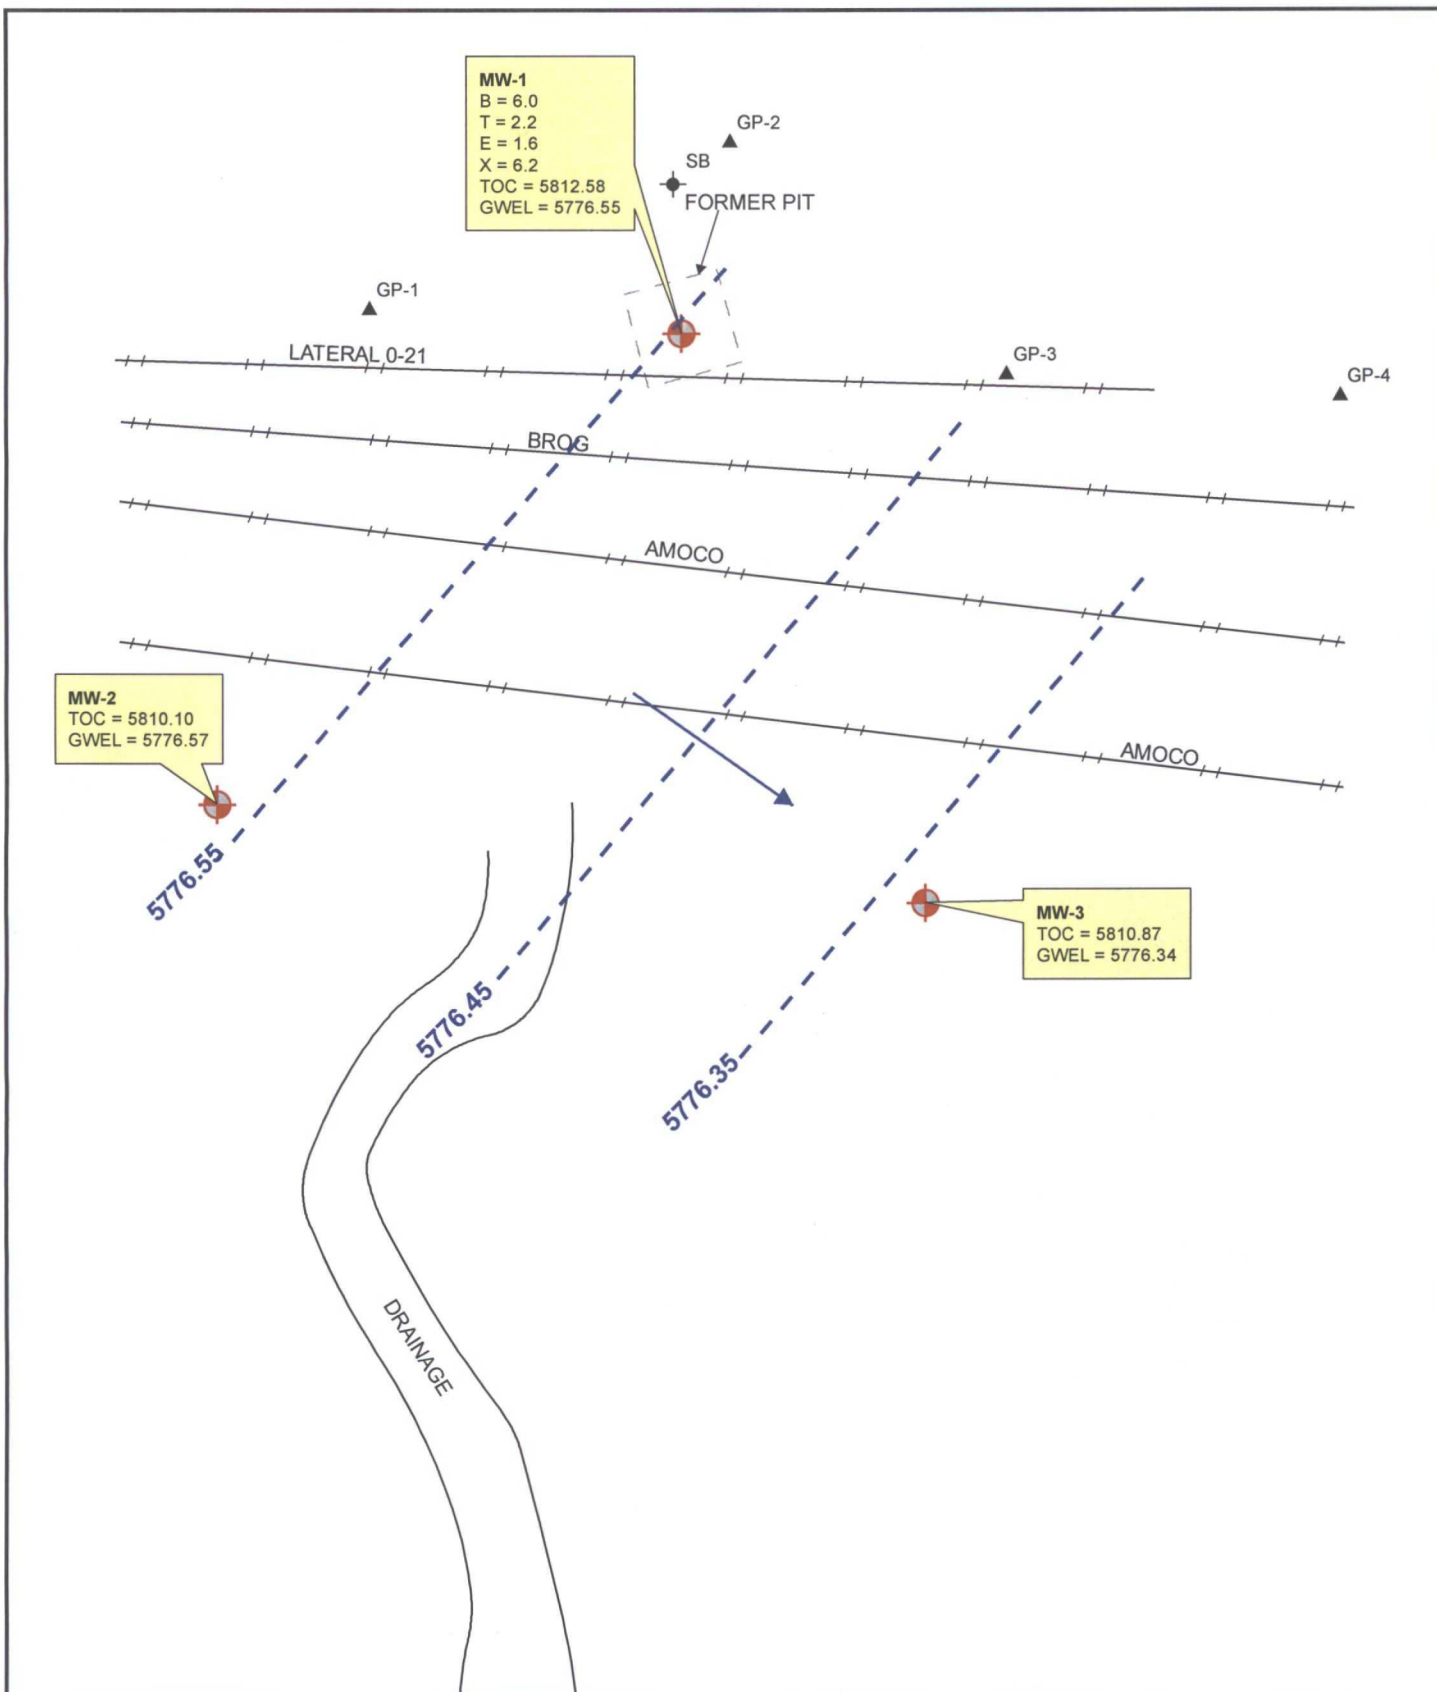 MW-1
B = 6.0
T = 2.2
E = 1.6
X = 6.2
TOC = 5812.58
GWEL = 5776.55
GP-2
SB
FORMER PIT
GP-1
LATERAL 0-21
GP-3
GP-4
BROG
AMOCO
MW-2
TOC = 5810.10
GWEL = 5776.57
AMOCO
5776.55
MW-3
TOC = 5810.87
GWEL = 5776.34
5776.45
5776.35
DRAINAGE